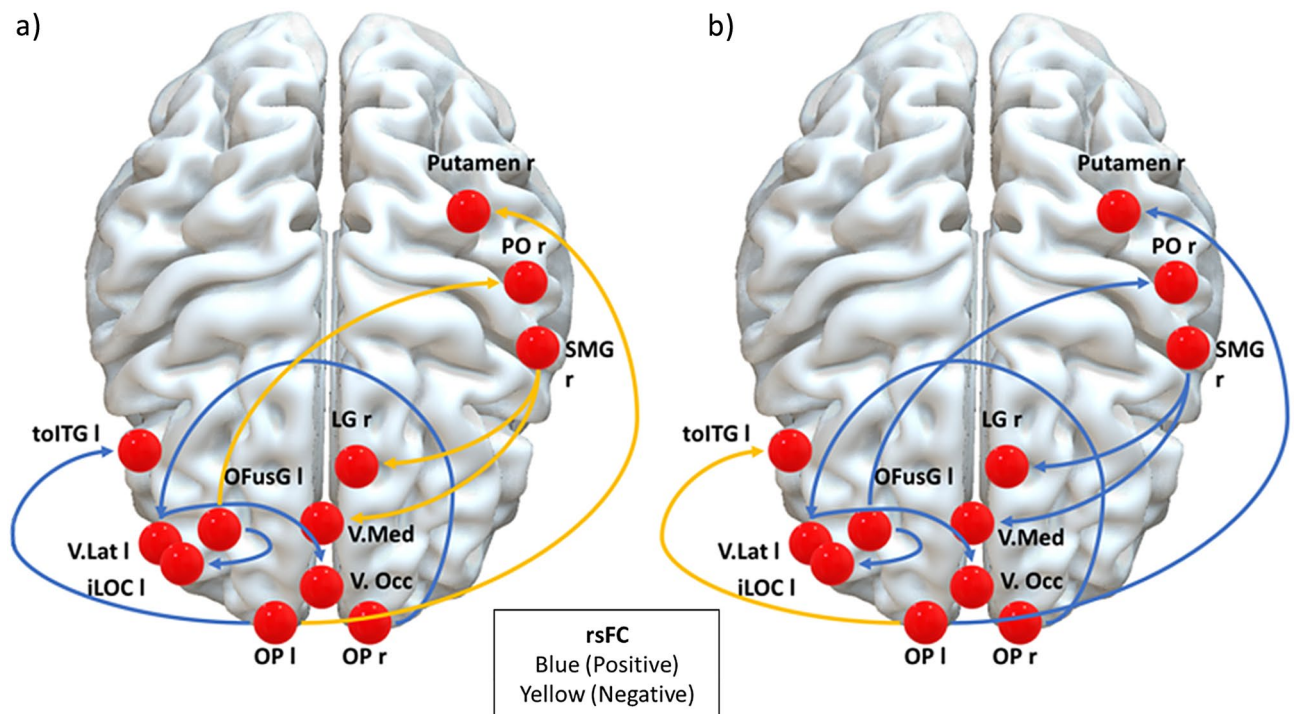 a)
Putamen r
PO r
SMG
r
LG r
toITG l
OFusG l
V.Med
V.Lat l
iLOC l
V. Occ
OP l
OP r
b)
Putamen r
PO r
SMG
r
LG r
toITG l
OFusG l
V.Med
V.Lat l
iLOC l
V. Occ
OP l
OP r
rsFC
Blue (Positive)
Yellow (Negative)